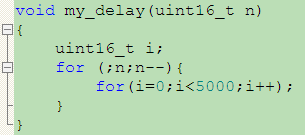 void my_delay(uint16_t n)
{
    uint16_t i;
    for (;n;n--){
        for(i=0;i<5000;i++);
    }
}